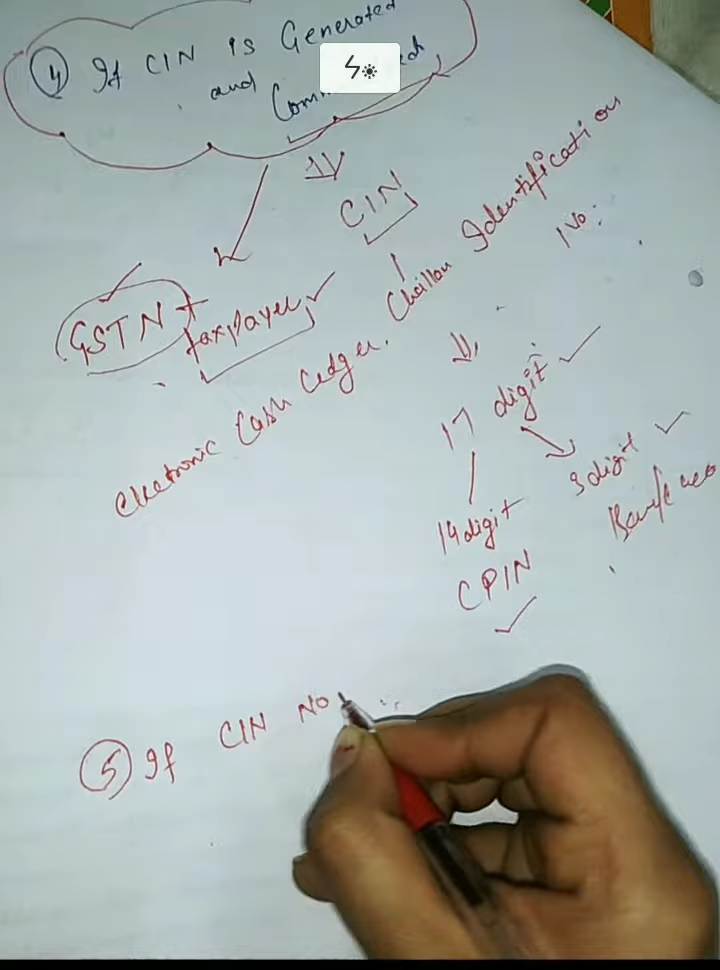 ④ If CIN is Generated
and
CIN
Challan Identification
No:
GSTN +
taxpayer
Electronic Cash Ledger.
17 digit
14 digit
CPIN
3 digit
⑤ If CIN No